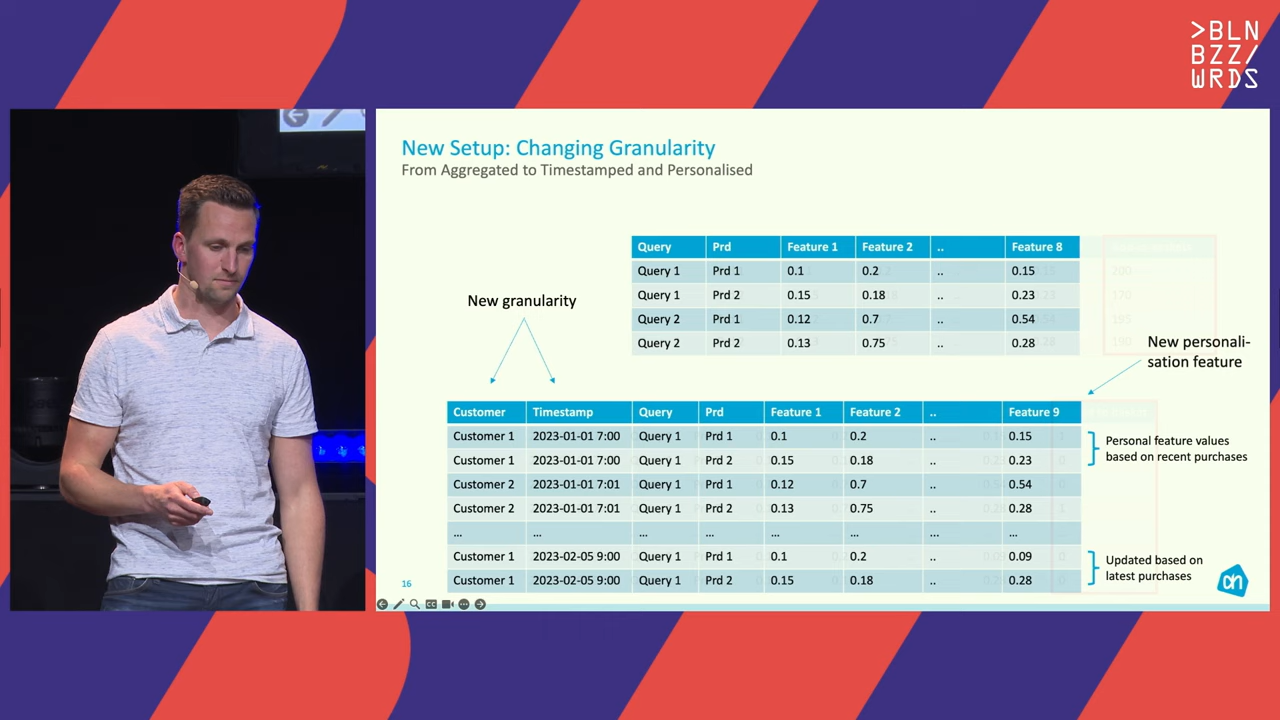 >BLN
BZZ/
WRDS
New Setup: Changing Granularity
From Aggregated to Timestamped and Personalised
Query Prd Feature 1 Feature 2 .. Feature 8
Query 1 Prd 1 0.1 0.2 .. 0.15
Query 1 Prd 2 0.15 0.18 .. 0.23
Query 2 Prd 1 0.12 0.7 .. 0.54
Query 2 Prd 2 0.13 0.75 .. 0.28
200
170
195
190
New granularity
New personali-
sation feature
Customer Timestamp Query Prd Feature 1 Feature 2 .. Feature 9
Customer 1 2023-01-01 7:00 Query 1 Prd 1 0.1 0.2 .. 0.15
Customer 1 2023-01-01 7:00 Query 1 Prd 2 0.15 0.18 .. 0.23
Customer 2 2023-01-01 7:01 Query 1 Prd 1 0.12 0.7 .. 0.54
Customer 2 2023-01-01 7:01 Query 1 Prd 2 0.13 0.75 .. 0.28
... ... ... ... ... ... ... ...
Customer 1 2023-02-05 9:00 Query 1 Prd 1 0.1 0.2 .. 0.09
Customer 1 2023-02-05 9:00 Query 1 Prd 2 0.15 0.18 .. 0.28
Personal feature values
based on recent purchases
Updated based on
latest purchases
16
ah
CC